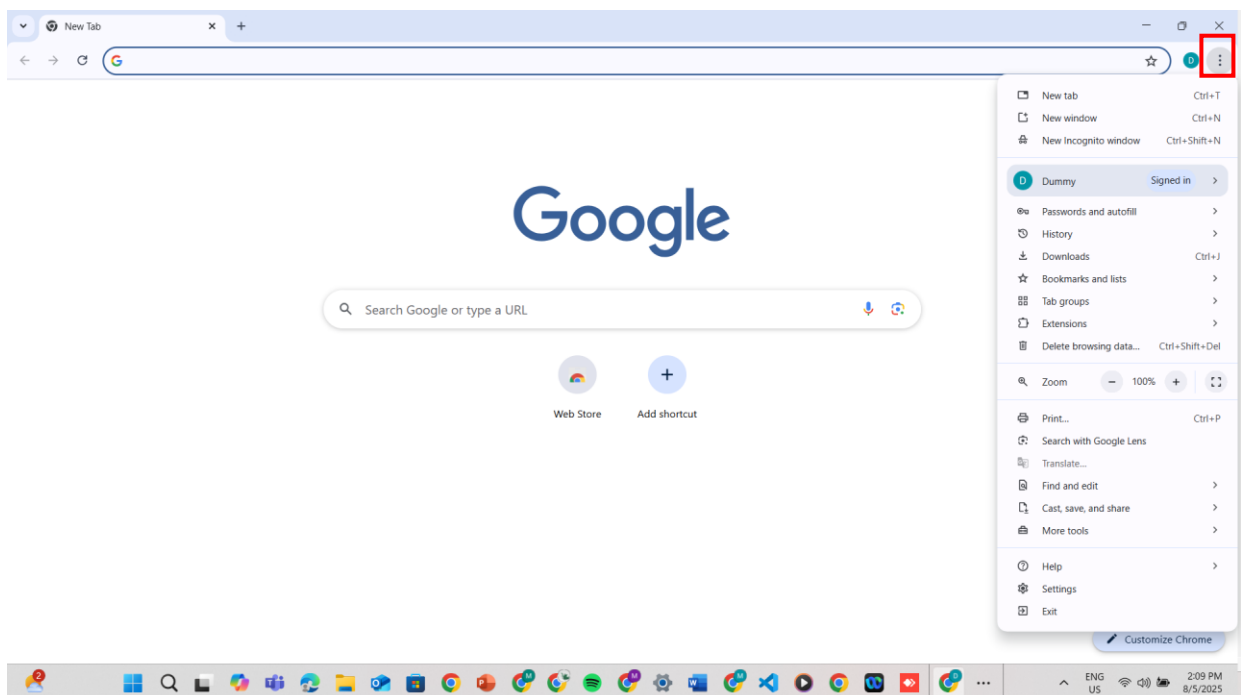 New Tab
New tab Ctrl+T
New window Ctrl+N
New Incognito window Ctrl+Shift+N
D Dummy Signed in
Passwords and autofill
History
Downloads Ctrl+J
Bookmarks and lists
Tab groups
Extensions
Delete browsing data... Ctrl+Shift+Del
Zoom − 100% +
Print... Ctrl+P
Search with Google Lens
Translate...
Find and edit
Cast, save, and share
More tools
Help
Settings
Exit
Google
Search Google or type a URL
Web Store Add shortcut
Customize Chrome
2
ENG
US
2:09 PM
8/5/2025